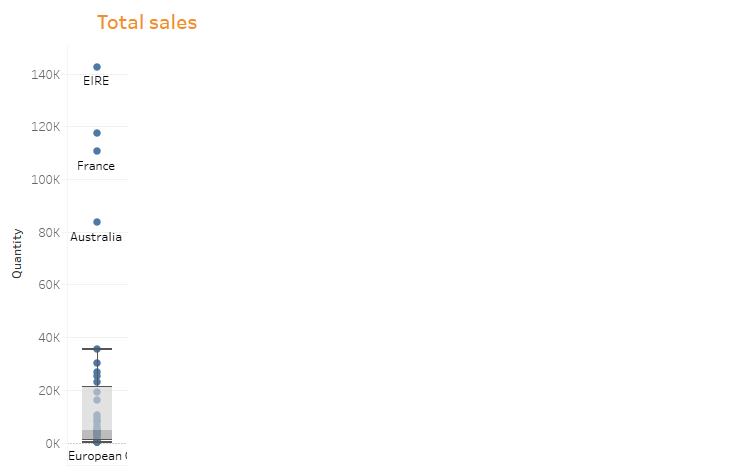 Total sales
140K
EIRE
120K
France
100K
Australia
80K
Quantity
60K
40K
20K
0K
European